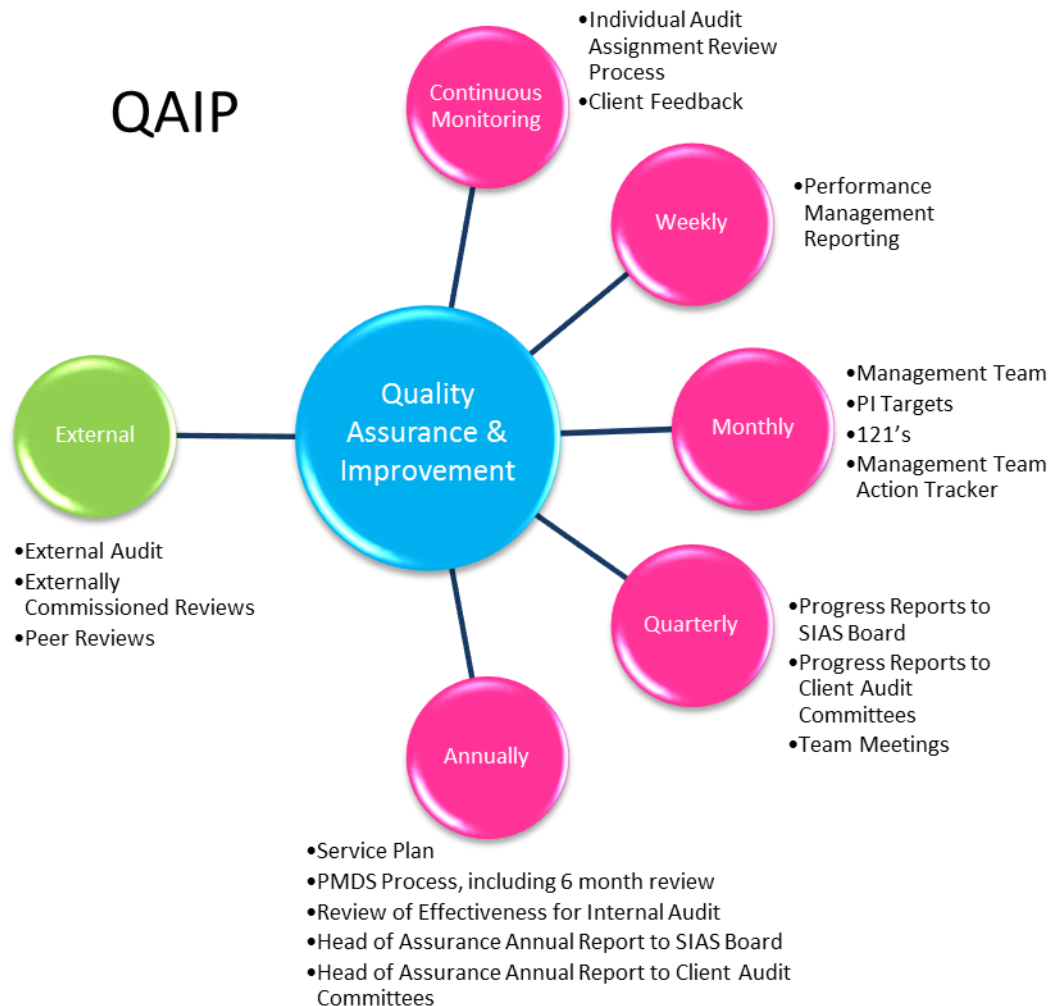 QAIP
Continuous
Monitoring
•Individual Audit
Assignment Review
Process
•Client Feedback
Weekly
•Performance
Management
Reporting
Monthly
•Management Team
•PI Targets
•121's
•Management Team
Action Tracker
Quality
Assurance &
Improvement
External
•External Audit
•Externally
Commissioned Reviews
•Peer Reviews
Quarterly
•Progress Reports to
SIAS Board
•Progress Reports to
Client Audit
Committees
•Team Meetings
Annually
•Service Plan
•PMDS Process, including 6 month review
•Review of Effectiveness for Internal Audit
•Head of Assurance Annual Report to SIAS Board
•Head of Assurance Annual Report to Client Audit
Committees